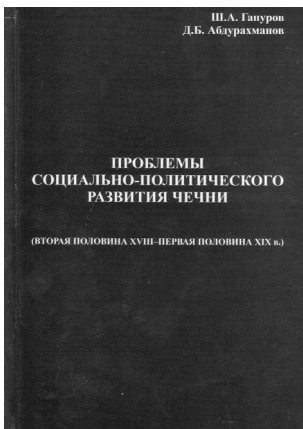 Ш.А. Гапуров
Д.Б. Абдурахманов
ПРОБЛЕМЫ
СОЦИАЛЬНО-ПОЛИТИЧЕСКОГО
РАЗВИТИЯ ЧЕЧНИ
(ВТОРАЯ ПОЛОВИНА XVIII–ПЕРВАЯ ПОЛОВИНА XIX в.)